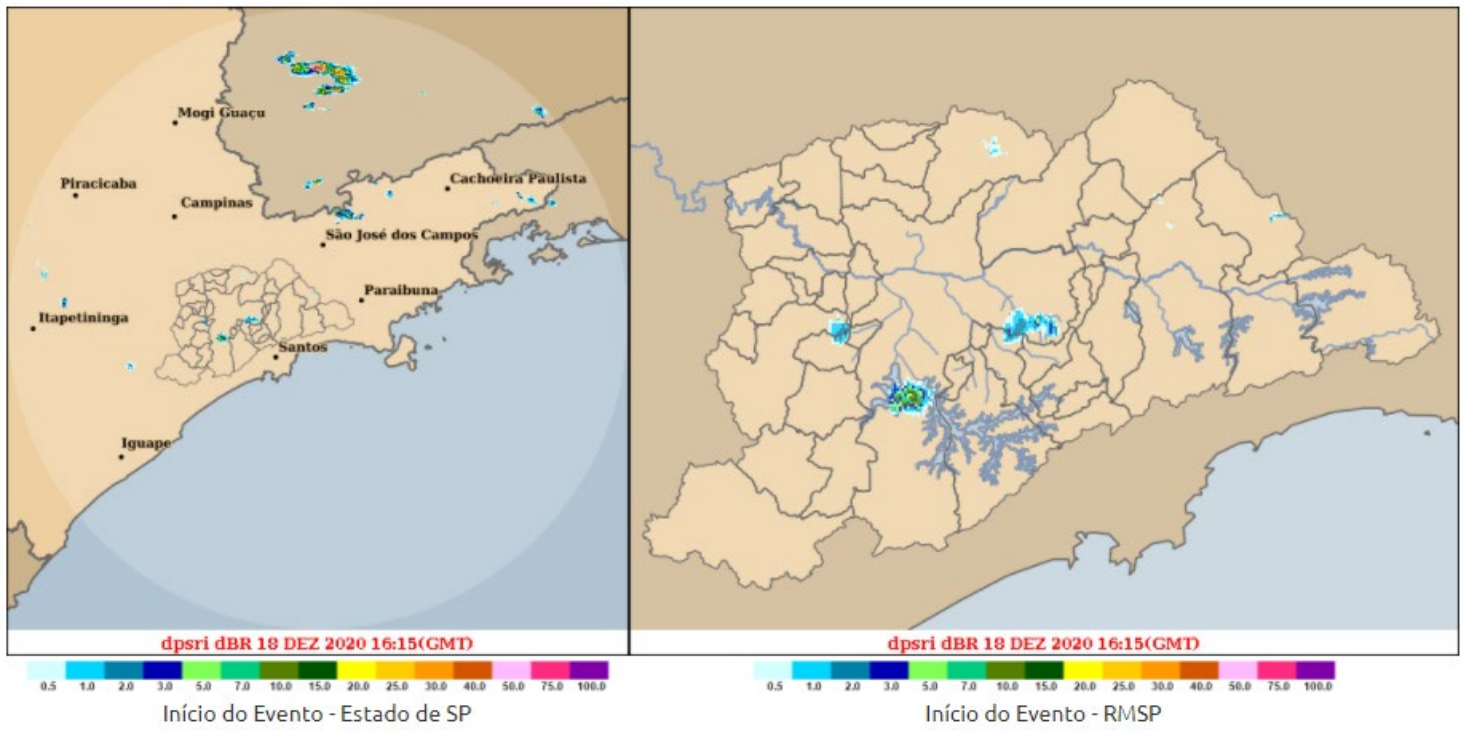 Mogi Guaçu
Piracicaba
Cachoeira Paulista
Campinas
São José dos Campos
Paraibuna
Itapetininga
Santos
Iguape
dpsri dBR 18 DEZ 2020 16:15(GMT)
0.5 1.0 2.0 3.0 5.0 7.0 10.0 15.0 20.0 25.0 30.0 40.0 50.0 75.0 100.0
Início do Evento - Estado de SP
dpsri dBR 18 DEZ 2020 16:15(GMT)
0.5 1.0 2.0 3.0 5.0 7.0 10.0 15.0 20.0 25.0 30.0 40.0 50.0 75.0 100.0
Início do Evento - RMSP